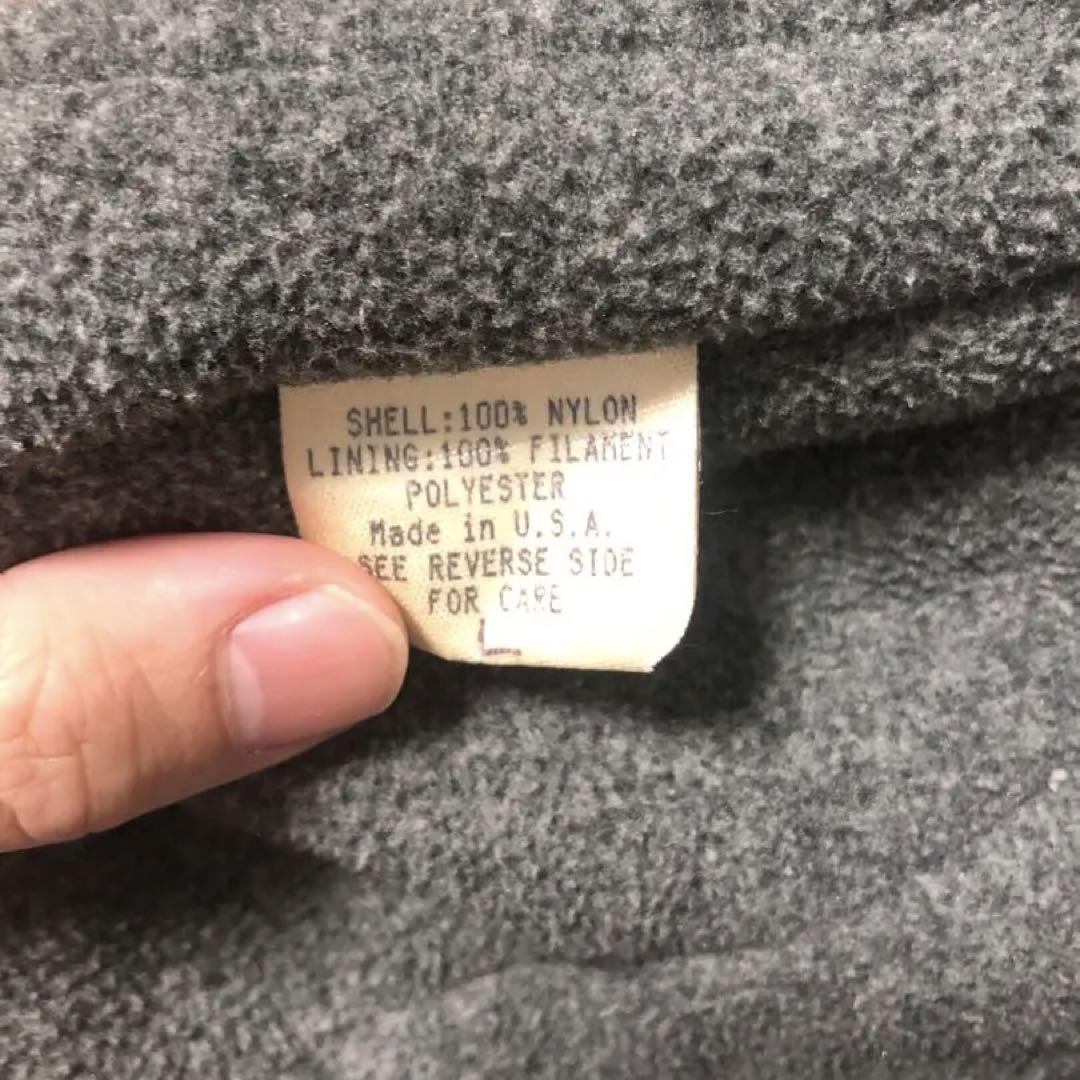 SHELL:100% NYLON
LINING:100% FILAMENT
POLYESTER
Made in U.S.A.
SEE REVERSE SIDE
FOR CARE
L